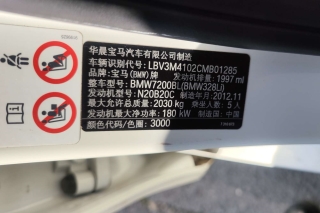 华晨宝马汽车有限公司制造
车辆识别代号: LBV3M4102CMB01285
品牌: 宝马(BMW)牌 发动机排量: 1997 ml
整车型号: BMW7200BL(BMW328Li)
发动机型号: N20B20C 制造年月: 2012.11
最大允许总质量: 2030 kg 乘坐人数: 5 人
发动机最大净功率: 180 kW 制造国: 中国
颜色代码/色圈: 3000